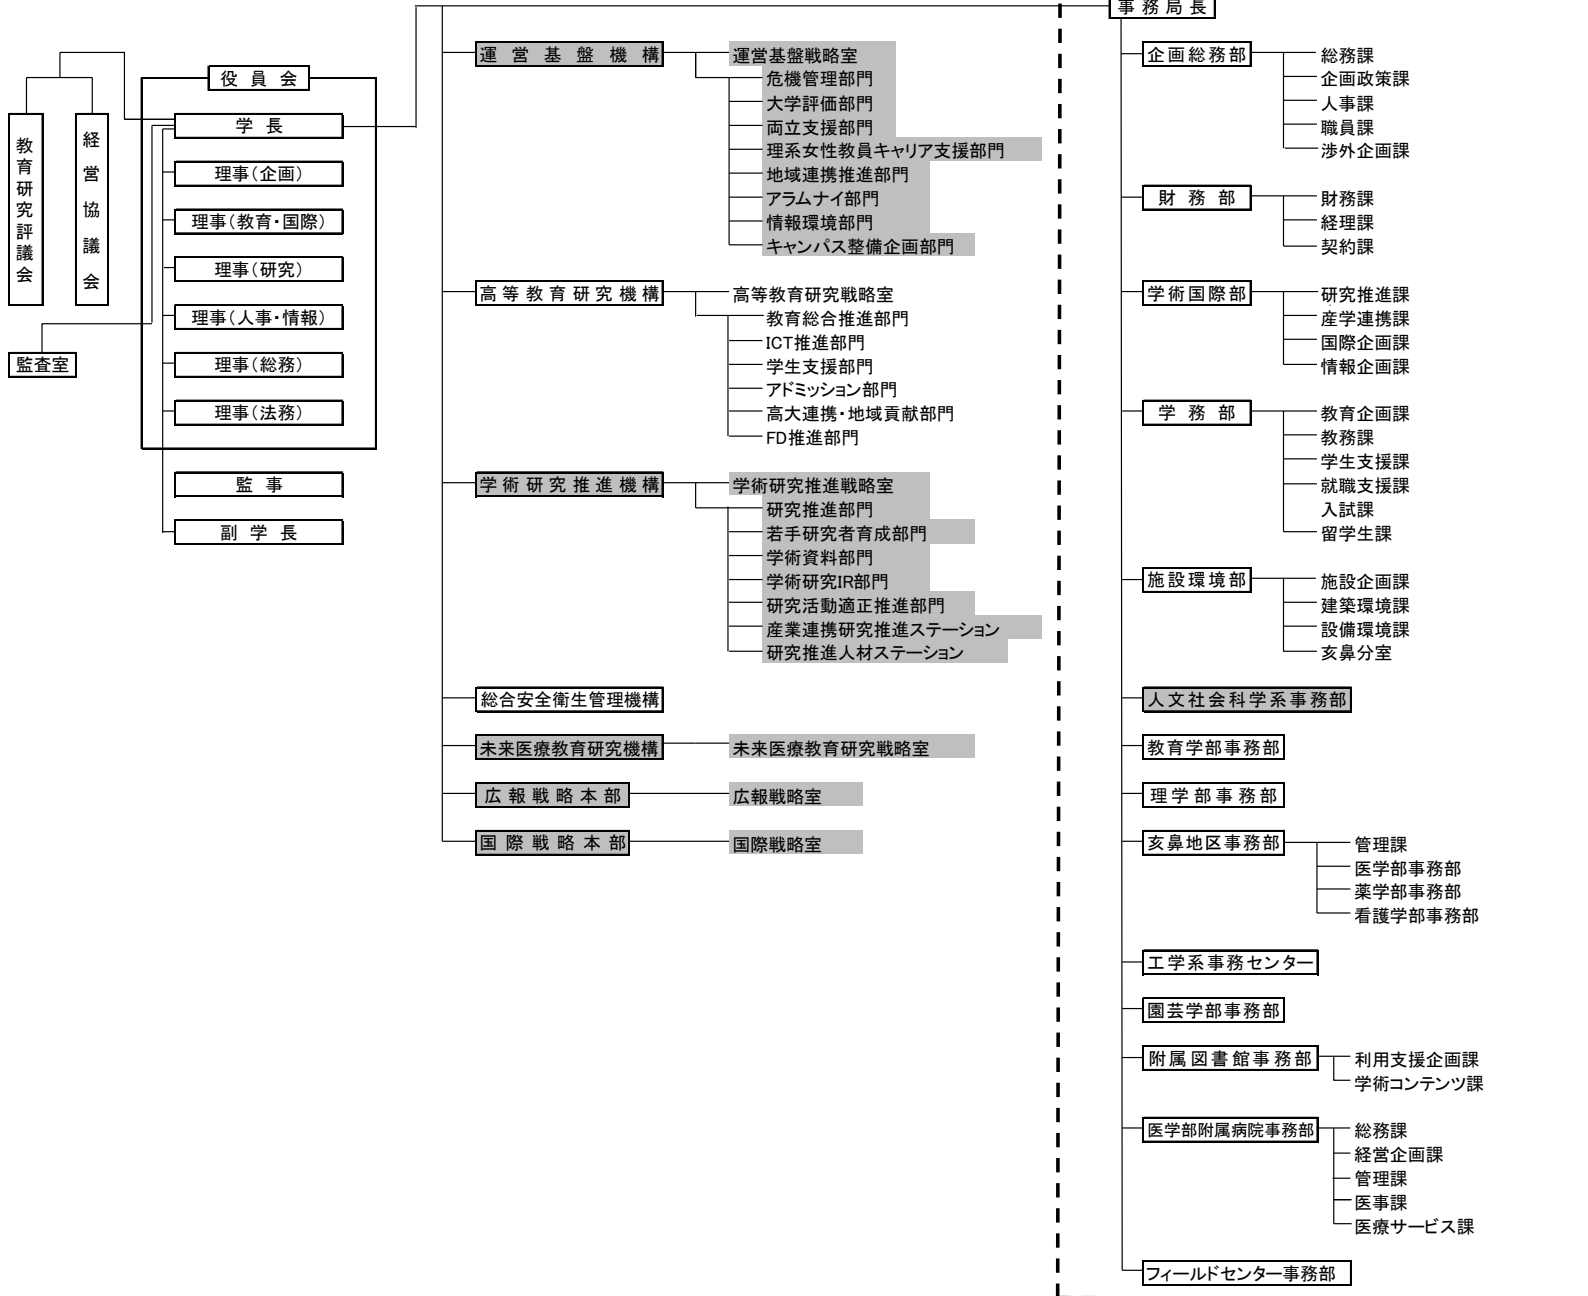 事務局長
役員会
学長
理事(企画)
理事(教育・国際)
理事(研究)
理事(人事・情報)
理事(総務)
理事(法務)
監事
副学長
教育研究評議会
経営協議会
監査室
運営基盤機構
運営基盤戦略室
危機管理部門
大学評価部門
両立支援部門
理系女性教員キャリア支援部門
地域連携推進部門
アラムナイ部門
情報環境部門
キャンパス整備企画部門
高等教育研究機構
高等教育研究戦略室
教育総合推進部門
ICT推進部門
学生支援部門
アドミッション部門
高大連携・地域貢献部門
FD推進部門
学術研究推進機構
学術研究推進戦略室
研究推進部門
若手研究者育成部門
学術資料部門
学術研究IR部門
研究活動適正推進部門
産業連携研究推進ステーション
研究推進人材ステーション
総合安全衛生管理機構
未来医療教育研究機構
未来医療教育研究戦略室
広報戦略本部
広報戦略室
国際戦略本部
国際戦略室
企画総務部
総務課
企画政策課
人事課
職員課
渉外企画課
財務部
財務課
経理課
契約課
学術国際部
研究推進課
産学連携課
国際企画課
情報企画課
学務部
教育企画課
教務課
学生支援課
就職支援課
入試課
留学生課
施設環境部
施設企画課
建築環境課
設備環境課
亥鼻分室
人文社会科学系事務部
教育学部事務部
理学部事務部
亥鼻地区事務部
管理課
医学部事務部
薬学部事務部
看護学部事務部
工学系事務センター
園芸学部事務部
附属図書館事務部
利用支援企画課
学術コンテンツ課
医学部附属病院事務部
総務課
経営企画課
管理課
医事課
医療サービス課
フィールドセンター事務部